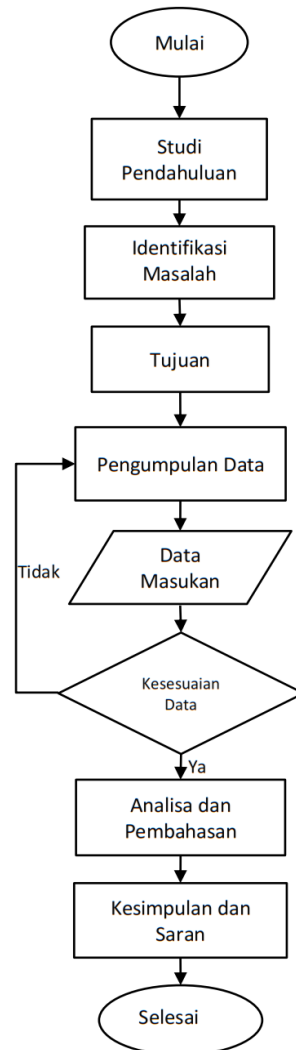 Mulai
Studi
Pendahuluan
Identifikasi
Masalah
Tujuan
Pengumpulan Data
Data
Masukan
Tidak
Kesesuaian
Data
Ya
Analisa dan
Pembahasan
Kesimpulan dan
Saran
Selesai